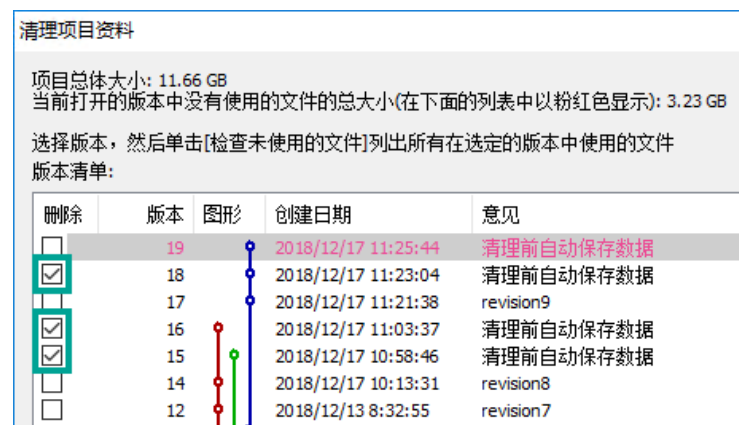 清理项目资料
项目总体大小: 11.66 GB
当前打开的版本中没有使用的文件的总大小(在下面的列表中以粉红色显示): 3.23 GB
选择版本，然后单击[检查未使用的文件]列出所有在选定的版本中使用的文件
版本清单:
删除 版本 图形 创建日期 意见
19 2018/12/17 11:25:44 清理前自动保存数据
18 2018/12/17 11:23:04 清理前自动保存数据
17 2018/12/17 11:21:38 revision9
16 2018/12/17 11:03:37 清理前自动保存数据
15 2018/12/17 10:58:46 清理前自动保存数据
14 2018/12/17 10:13:31 revision8
12 2018/12/13 8:32:55 revision7